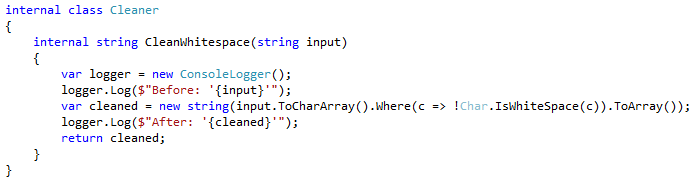 internal class Cleaner
{
    internal string CleanWhitespace(string input)
    {
        var logger = new ConsoleLogger();
        logger.Log($"Before: '{input}'");
        var cleaned = new string(input.ToCharArray().Where(c => !Char.IsWhiteSpace(c)).ToArray());
        logger.Log($"After: '{cleaned}'");
        return cleaned;
    }
}